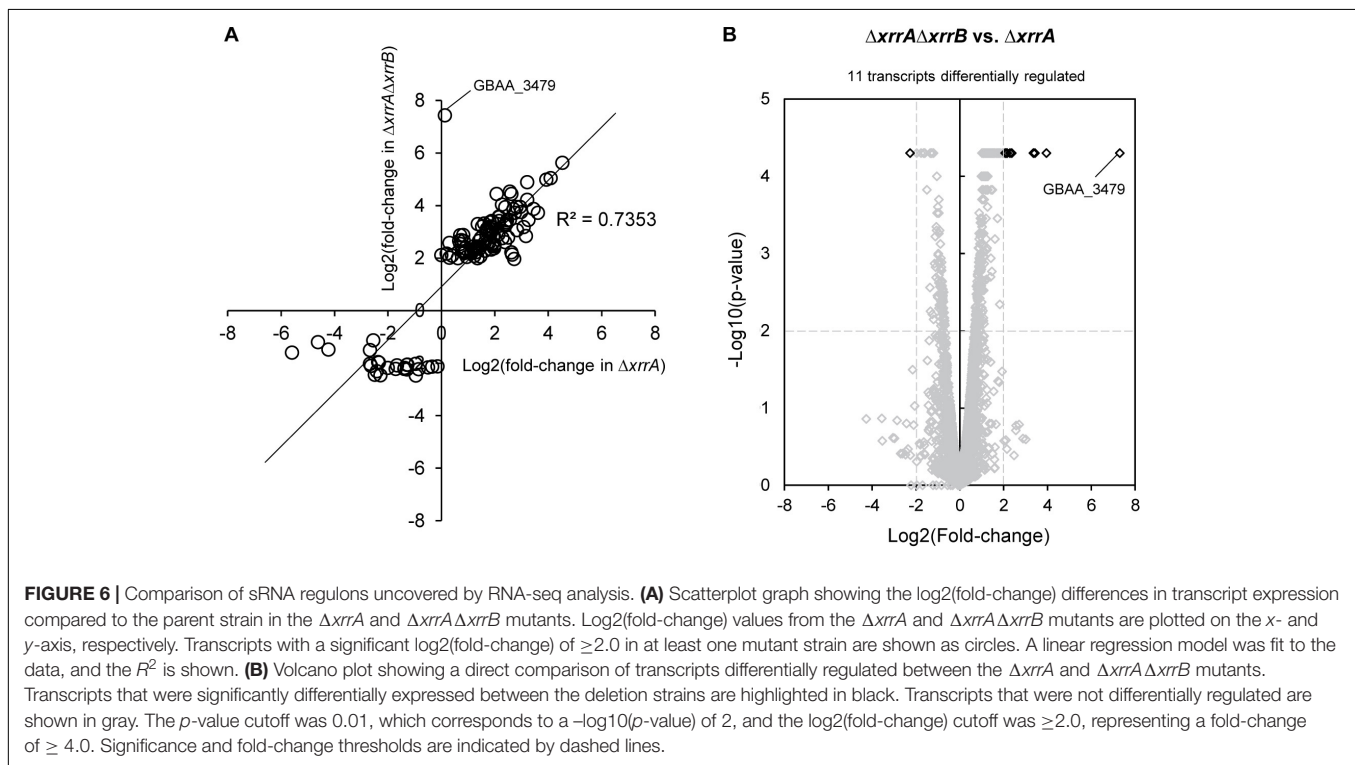 A
Log2(fold-change in ΔxrrAΔxrrB)
GBAA_3479
8
6
4
2
0
-2
-4
-6
-8
-8 -6 -4 -2 0 2 4 6 8
R² = 0.7353
Log2(fold-change in ΔxrrA)
B
ΔxrrAΔxrrB vs. ΔxrrA
11 transcripts differentially regulated
5
4
3
2
1
0
-Log10(p-value)
GBAA_3479
-8 -6 -4 -2 0 2 4 6 8
Log2(Fold-change)
FIGURE 6 | Comparison of sRNA regulons uncovered by RNA-seq analysis. (A) Scatterplot graph showing the log2(fold-change) differences in transcript expression
compared to the parent strain in the ΔxrrA and ΔxrrAΔxrrB mutants. Log2(fold-change) values from the ΔxrrA and ΔxrrAΔxrrB mutants are plotted on the x- and
y-axis, respectively. Transcripts with a significant log2(fold-change) of ≥2.0 in at least one mutant strain are shown as circles. A linear regression model was fit to the
data, and the R² is shown. (B) Volcano plot showing a direct comparison of transcripts differentially regulated between the ΔxrrA and ΔxrrAΔxrrB mutants.
Transcripts that were significantly differentially expressed between the deletion strains are highlighted in black. Transcripts that were not differentially regulated are
shown in gray. The p-value cutoff was 0.01, which corresponds to a –log10(p-value) of 2, and the log2(fold-change) cutoff was ≥2.0, representing a fold-change
of ≥ 4.0. Significance and fold-change thresholds are indicated by dashed lines.